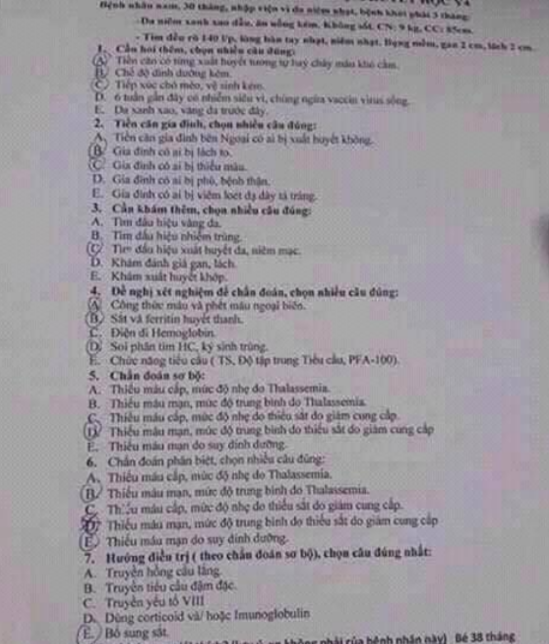 Bệnh nhân nam, 30 tháng, nhập viện vì da niêm nhạt, bệnh khởi phát 3 tháng:
- Da niêm xanh xao dần, ăn uống kém. Không sốt. CN: 9 kg, CC: 85cm.
- Tim đều rõ 140 l/p, lòng bàn tay nhạt, niêm nhạt. Bụng mềm, gan 2 cm, lách 2 cm.
1. Cần hỏi thêm, chọn nhiều câu đúng:
A. Tiền căn có từng xuất huyết tương tự hay chảy máu khó cầm.
B. Chế độ dinh dưỡng kèm.
C. Tiếp xúc chó mèo, vệ sinh kém.
D. 6 tuần gần đây có nhiễm siêu vi, chủng ngừa vaccin virus sống.
E. Da xanh xao, vàng da trước đây.
2. Tiền căn gia đình, chọn nhiều câu đúng:
A. Tiền căn gia đình bên Ngoại có ai bị xuất huyết không.
B. Gia đình có ai bị lách to.
C. Gia đình có ai bị thiếu máu.
D. Gia đình có ai bị phù, bệnh thận.
E. Gia đình có ai bị viêm loét dạ dày tá tràng.
3. Cần khám thêm, chọn nhiều câu đúng:
A. Tìm dấu hiệu vàng da.
B. Tìm dấu hiệu nhiễm trùng.
C. Tìm dấu hiệu xuất huyết da, niêm mạc.
D. Khám đánh giá gan, lách.
E. Khám xuất huyết khớp.
4. Đề nghị xét nghiệm để chẩn đoán, chọn nhiều câu đúng:
A. Công thức máu và phết máu ngoại biên.
B. Sắt và ferritin huyết thanh.
C. Điện di Hemoglobin.
D. Soi phân tìm HC, ký sinh trùng.
E. Chức năng tiểu cầu ( TS, Độ tập trung Tiểu cầu, PFA-100).
5. Chẩn đoán sơ bộ:
A. Thiếu máu cấp, mức độ nhẹ do Thalassemia.
B. Thiếu máu mạn, mức độ trung bình do Thalassemia.
C. Thiếu máu cấp, mức độ nhẹ do thiếu sắt do giảm cung cấp.
D. Thiếu máu mạn, mức độ trung bình do thiếu sắt do giảm cung cấp
E. Thiếu máu mạn do suy dinh dưỡng.
6. Chẩn đoán phân biệt, chọn nhiều câu đúng:
A. Thiếu máu cấp, mức độ nhẹ do Thalassemia.
B. Thiếu máu mạn, mức độ trung bình do Thalassemia.
C. Thiếu máu cấp, mức độ nhẹ do thiếu sắt do giảm cung cấp.
D. Thiếu máu mạn, mức độ trung bình do thiếu sắt do giảm cung cấp
E. Thiếu máu mạn do suy dinh dưỡng.
7. Hướng điều trị ( theo chẩn đoán sơ bộ), chọn câu đúng nhất:
A. Truyền hồng cầu lắng.
B. Truyền tiểu cầu đậm đặc.
C. Truyền yếu tố VIII
D. Dùng corticoid và/ hoặc Imunoglobulin
E. Bổ sung sắt.
không phải của bệnh nhân này) Bé 38 tháng